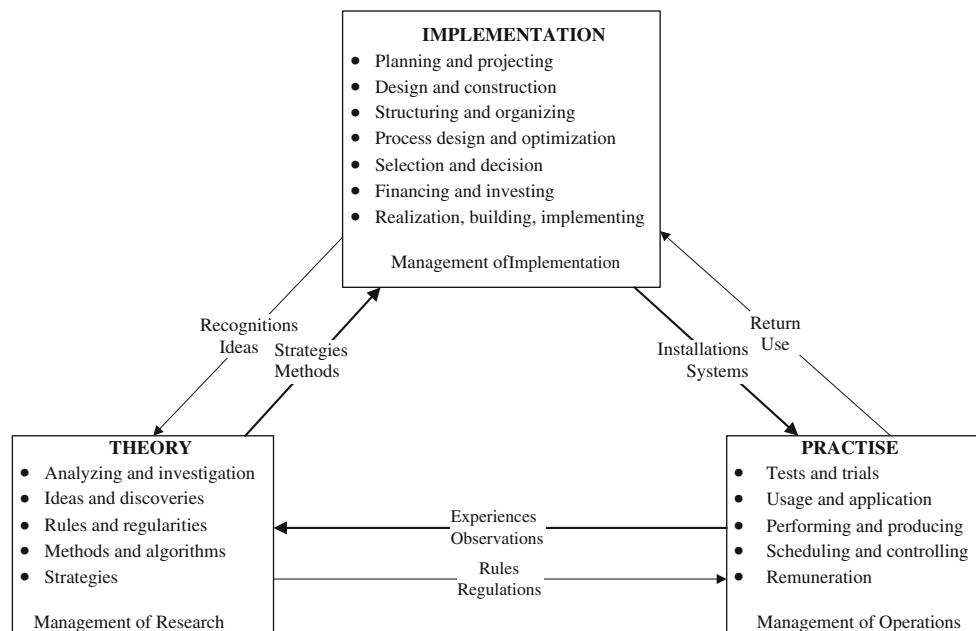 IMPLEMENTATION
• Planning and projecting
• Design and construction
• Structuring and organizing
• Process design and optimization
• Selection and decision
• Financing and investing
• Realization, building, implementing
Management ofImplementation
Recognitions
Ideas
Strategies
Methods
Installations
Systems
Return
Use
THEORY
• Analyzing and investigation
• Ideas and discoveries
• Rules and regularities
• Methods and algorithms
• Strategies
Management of Research
Experiences
Observations
Rules
Regulations
PRACTISE
• Tests and trials
• Usage and application
• Performing and producing
• Scheduling and controlling
• Remuneration
Management of Operations